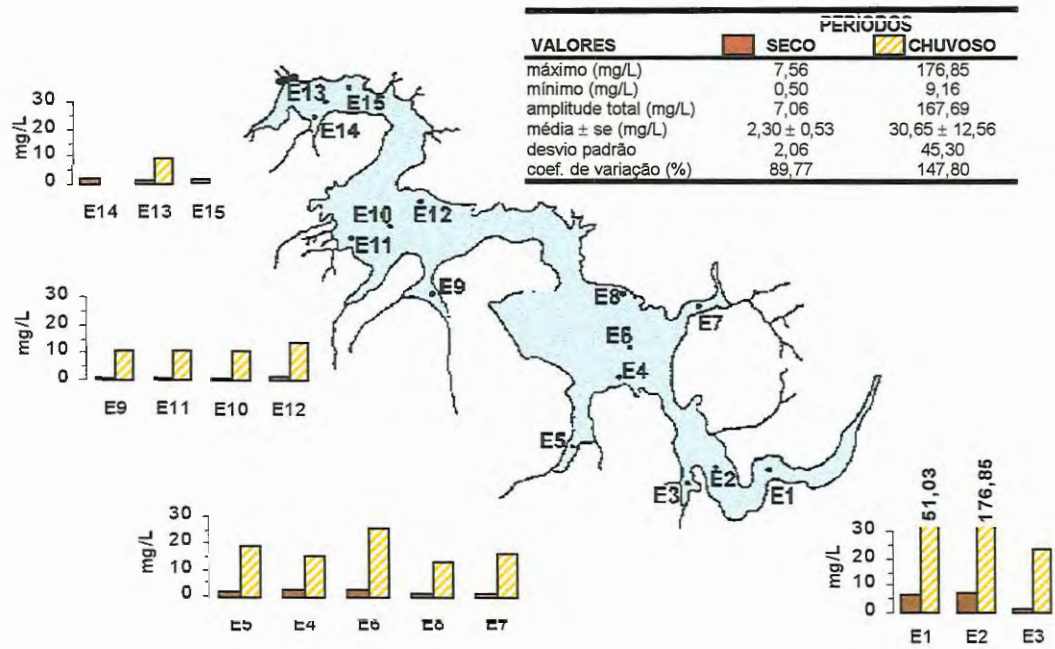 PERÍODOS
VALORES SECO CHUVOSO
máximo (mg/L) 7,56 176,85
mínimo (mg/L) 0,50 9,16
amplitude total (mg/L) 7,06 167,69
média ± se (mg/L) 2,30 ± 0,53 30,65 ± 12,56
desvio padrão 2,06 45,30
coef. de variação (%) 89,77 147,80
E13 E15
E14
E10 E12
E11
E9
E8
E7
E6
E4
E5
E2
E3 E1
mg/L
30
20
10
0
E14 E13 E15
mg/L
30
20
10
0
E9 E11 E10 E12
mg/L
30
20
10
0
E5 E4 E6 E8 E7
51,03
176,85
mg/L
30
20
10
0
E1 E2 E3